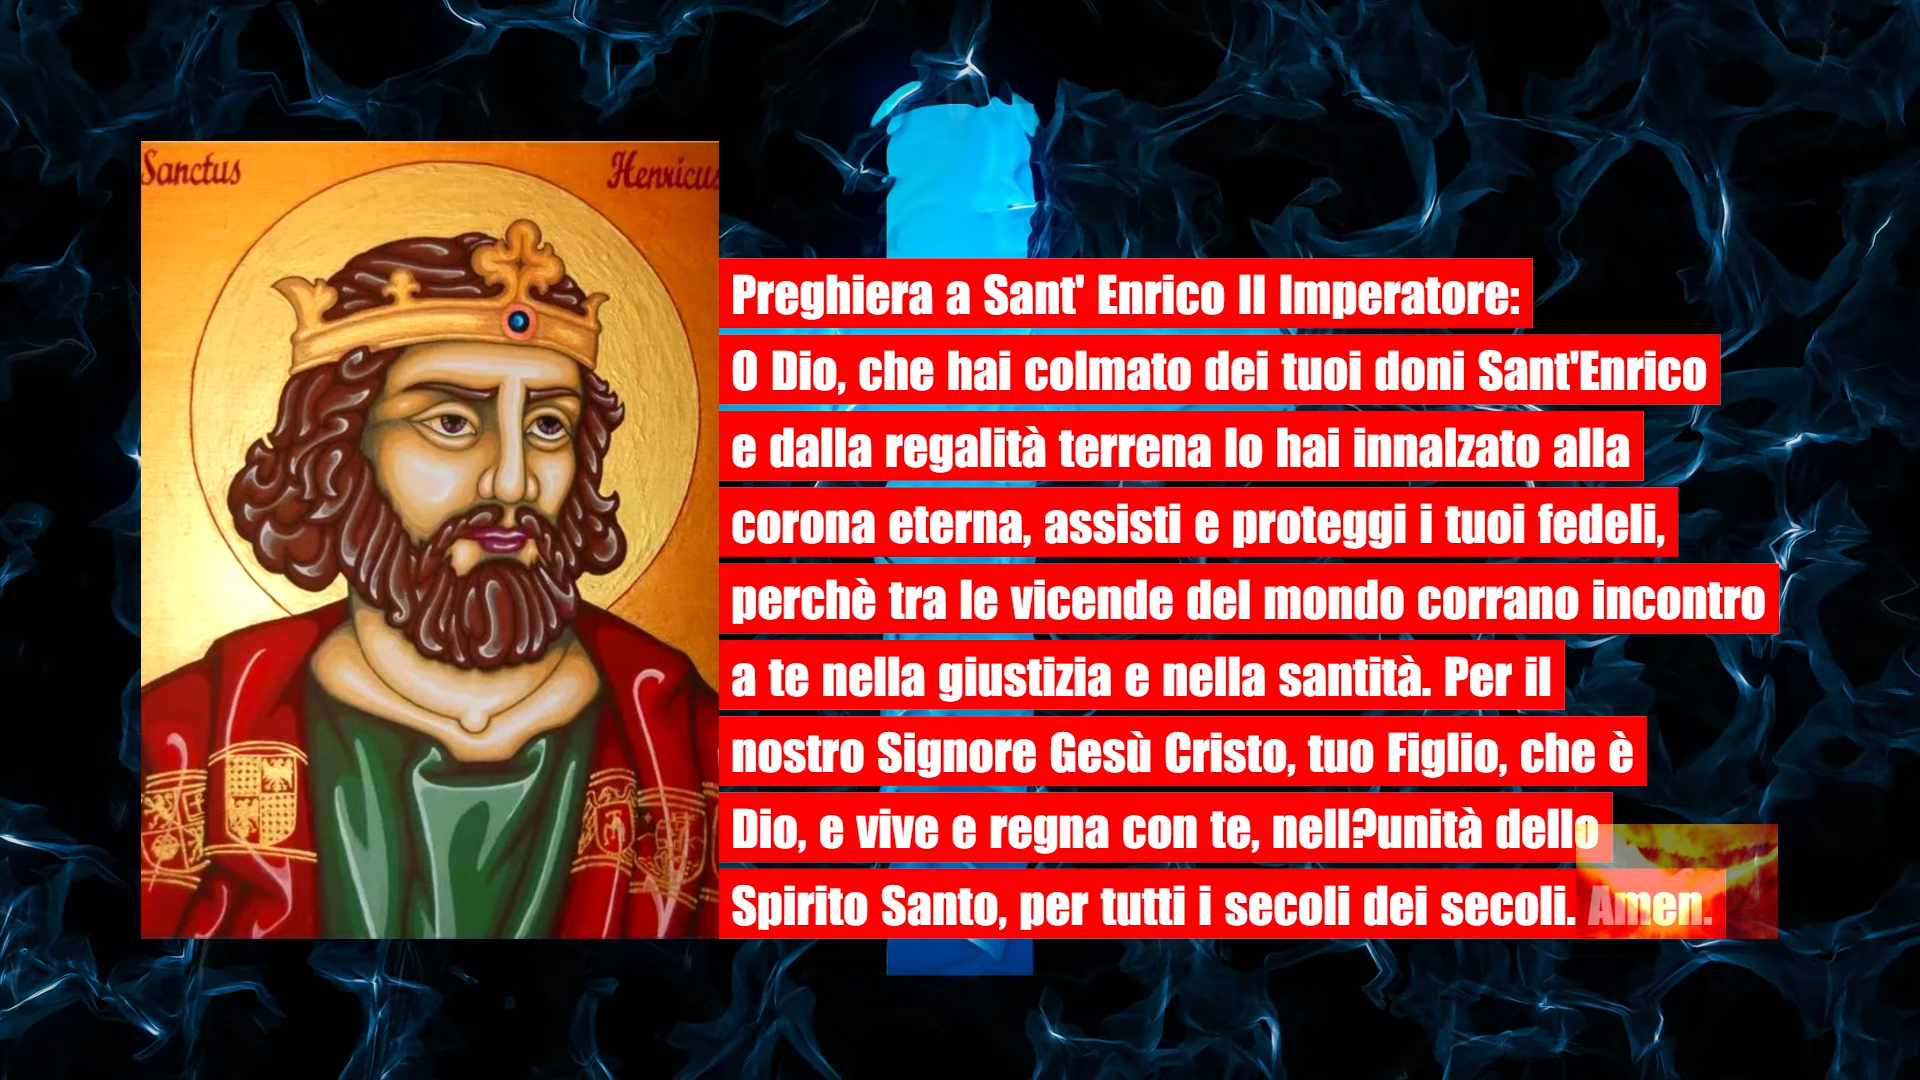 Sanctus Henricus
Preghiera a Sant' Enrico II Imperatore:
O Dio, che hai colmato dei tuoi doni Sant'Enrico
e dalla regalità terrena lo hai innalzato alla
corona eterna, assisti e proteggi i tuoi fedeli,
perchè tra le vicende del mondo corrano incontro
a te nella giustizia e nella santità. Per il
nostro Signore Gesù Cristo, tuo Figlio, che è
Dio, e vive e regna con te, nell?unità dello
Spirito Santo, per tutti i secoli dei secoli. Amen.